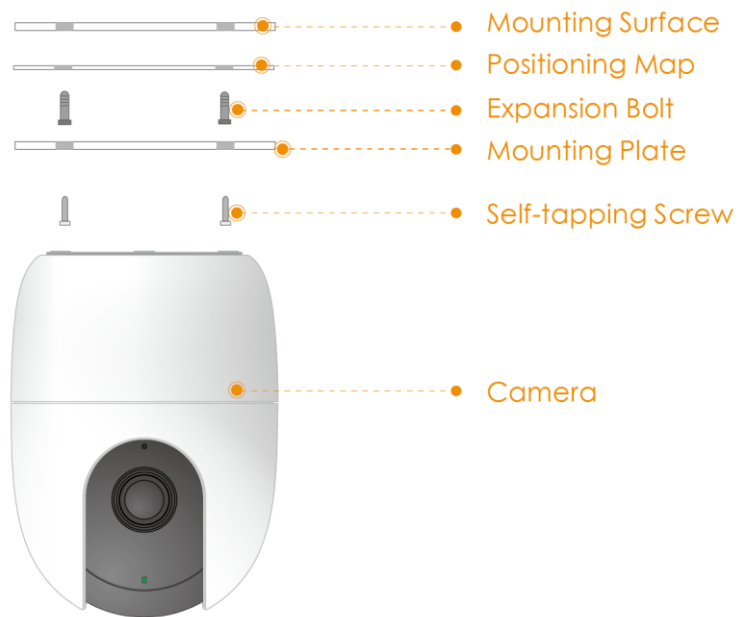 Mounting Surface
Positioning Map
Expansion Bolt
Mounting Plate
Self-tapping Screw
Camera